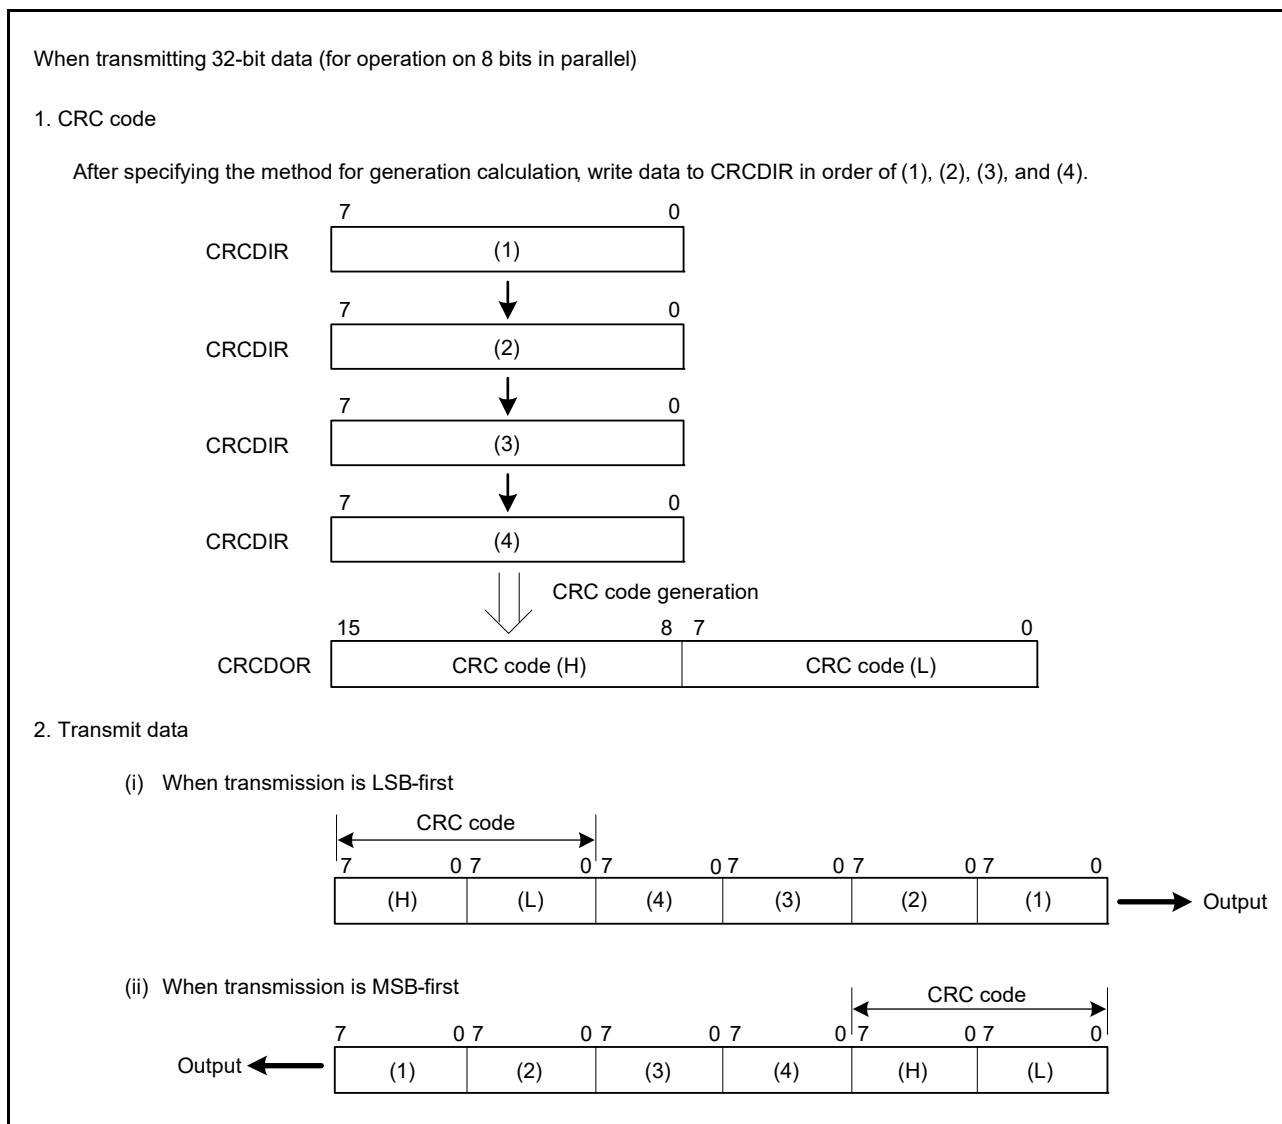 When transmitting 32-bit data (for operation on 8 bits in parallel)
1. CRC code
After specifying the method for generation calculation, write data to CRCDIR in order of (1), (2), (3), and (4).
7 0
CRCDIR (1)
7 0
CRCDIR (2)
7 0
CRCDIR (3)
7 0
CRCDIR (4)
CRC code generation
15 8 7 0
CRCDOR CRC code (H) CRC code (L)
2. Transmit data
(i) When transmission is LSB-first
CRC code
7 0 7 0 7 0 7 0 7 0 7 0
(H) (L) (4) (3) (2) (1) Output
(ii) When transmission is MSB-first
CRC code
7 0 7 0 7 0 7 0 7 0 7 0
Output (1) (2) (3) (4) (H) (L)